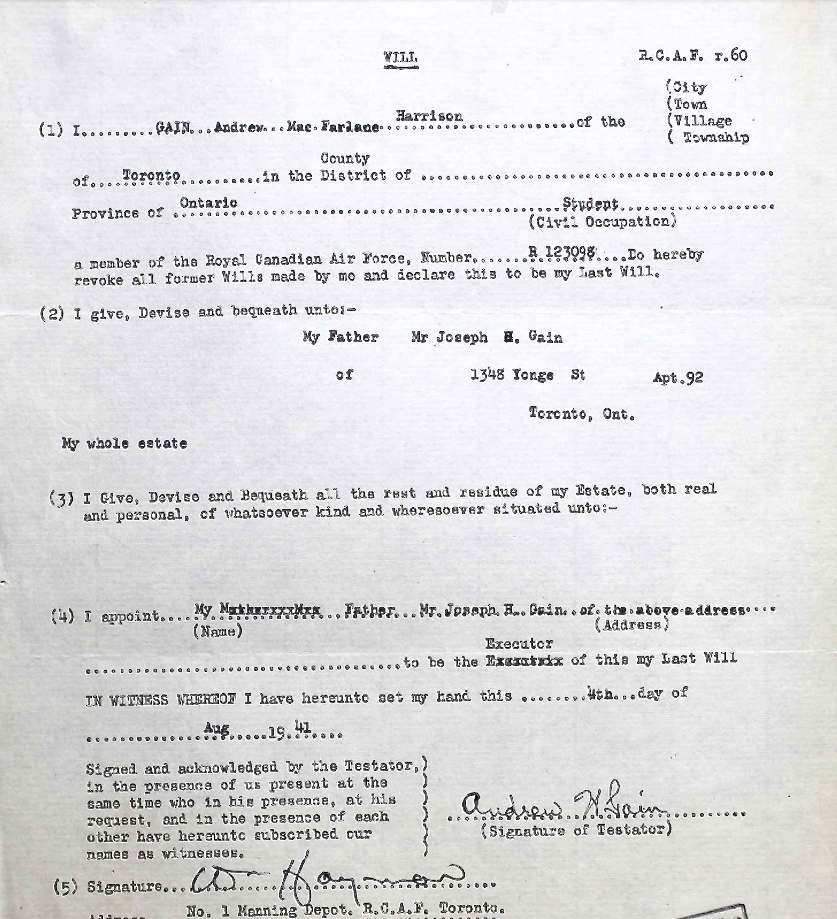 WILL R.C.A.F. r.60
(City
(Town
(1) I.........GAIN...Andrew...Mac.Farlane Harrison..............................of the (Village
( Township
County
of....Toronto..........in the District of ..................................................
Province of Ontario .................................................Student.....................
(Civil Occupation)
a member of the Royal Canadian Air Force, Number.......R 123098.....Do hereby
revoke all former Wills made by me and declare this to be my Last Will.
(2) I give, Devise and bequeath unto:-
My Father Mr Joseph H. Gain
of 1348 Yonge St Apt.92
Toronto, Ont.
My whole estate
(3) I Give, Devise and Bequeath all the rest and residue of my Estate, both real
and personal, of whatsoever kind and wheresoever situated unto:-
(4) I appoint.....My Father...Mr.Joseph H..Gain...of.the.above.address....
(Name) (Address)
Executor
..........................................to be the of this my Last Will
IN WITNESS WHEREOF I have hereunto set my hand this ........4th...day of
...............Aug......19.41.....
Signed and acknowledged by the Testator,)
in the presence of us present at the
same time who in his presence, at his
request, and in the presence of each
other have hereunto subscribed our
names as witnesses.
Andrew H Gain
(Signature of Testator)
(5) Signature... Hayman
No. 1 Manning Depot. R.C.A.F. Toronto.